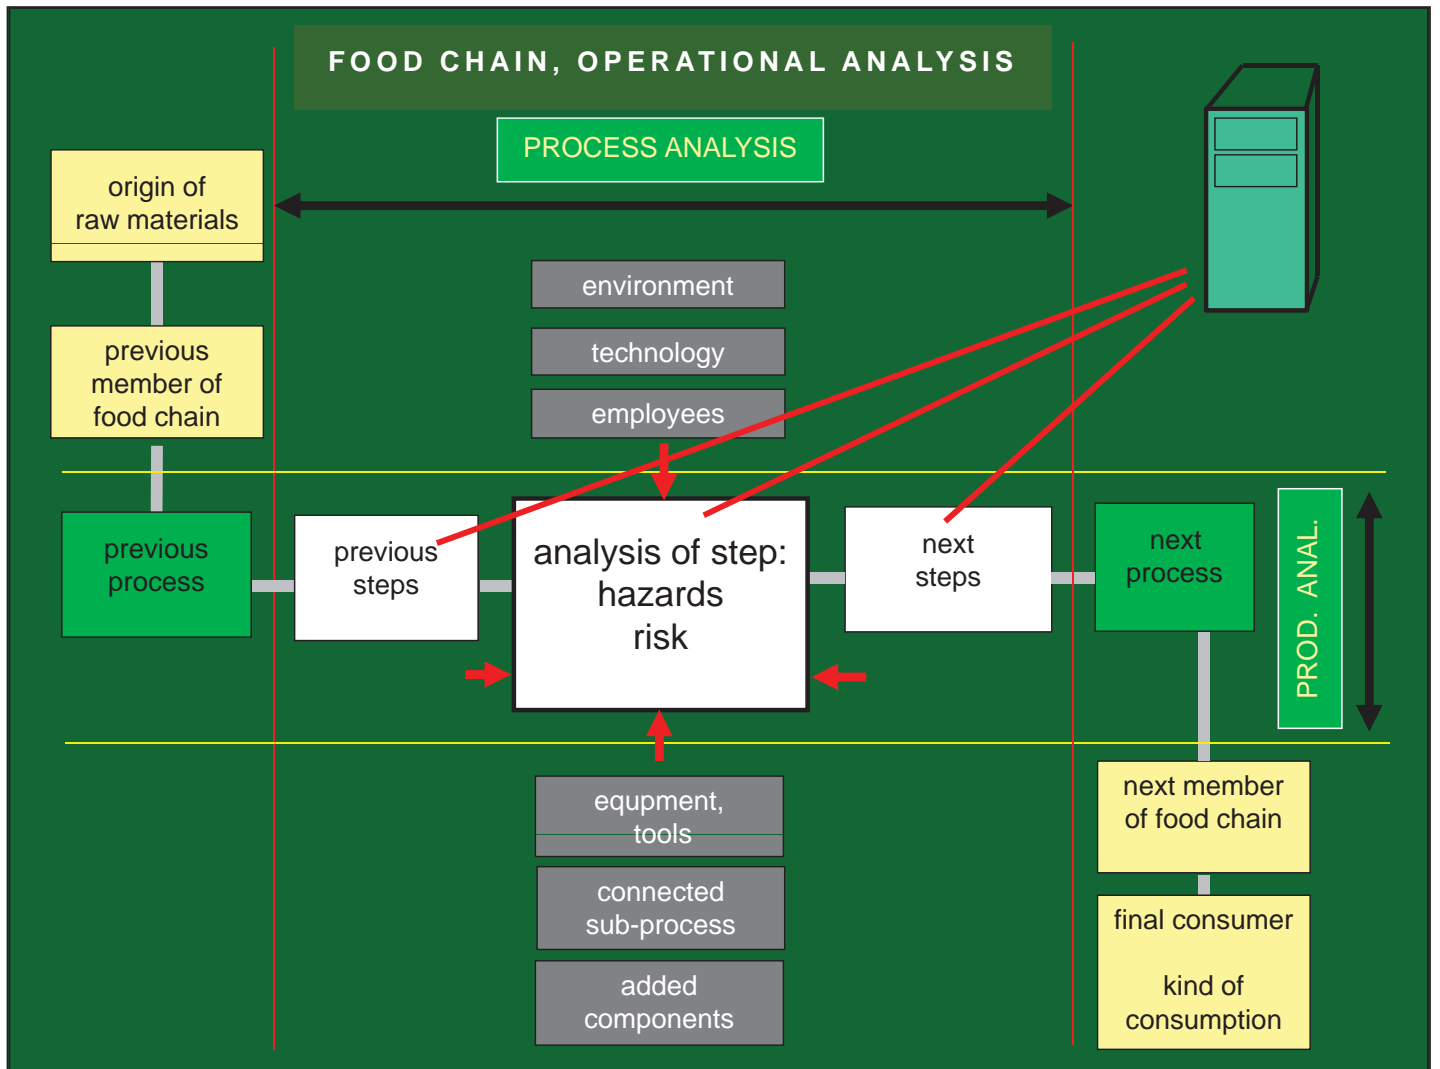 FOOD CHAIN, OPERATIONAL ANALYSIS
PROCESS ANALYSIS
origin of
raw materials
previous
member of
food chain
environment
technology
employees
previous
process
previous
steps
analysis of step:
hazards
risk
next
steps
next
process
PROD. ANAL.
equpment,
tools
connected
sub-process
added
components
next member
of food chain
final consumer
kind of
consumption